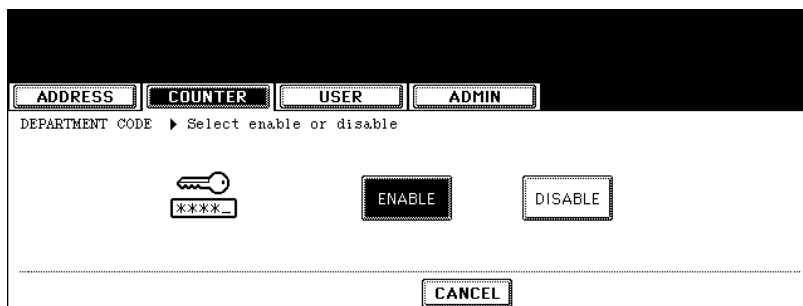 ADDRESS COUNTER USER ADMIN
DEPARTMENT CODE ▶ Select enable or disable
****_ ENABLE DISABLE
CANCEL